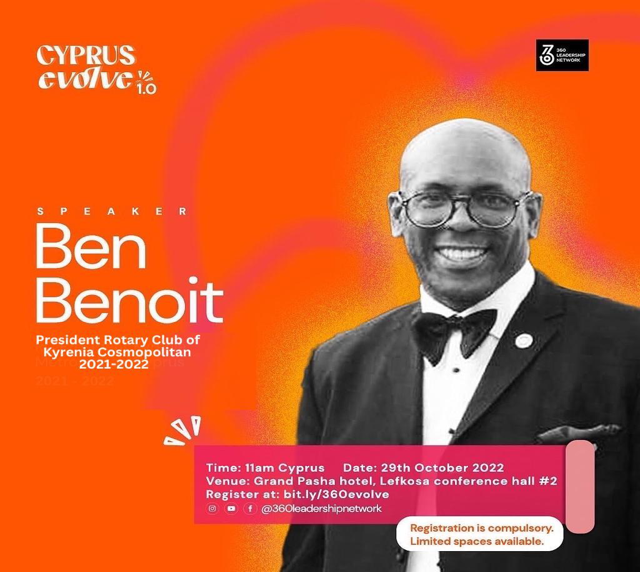 CYPRUS
evolve 1.0
360
LEADERSHIP
NETWORK
SPEAKER
Ben
Benoit
President Rotary Club of
Kyrenia Cosmopolitan
2021-2022
Time: 11am Cyprus Date: 29th October 2022
Venue: Grand Pasha hotel, Lefkosa conference hall #2
Register at: bit.ly/360evolve
@360leadershipnetwork
Registration is compulsory.
Limited spaces available.